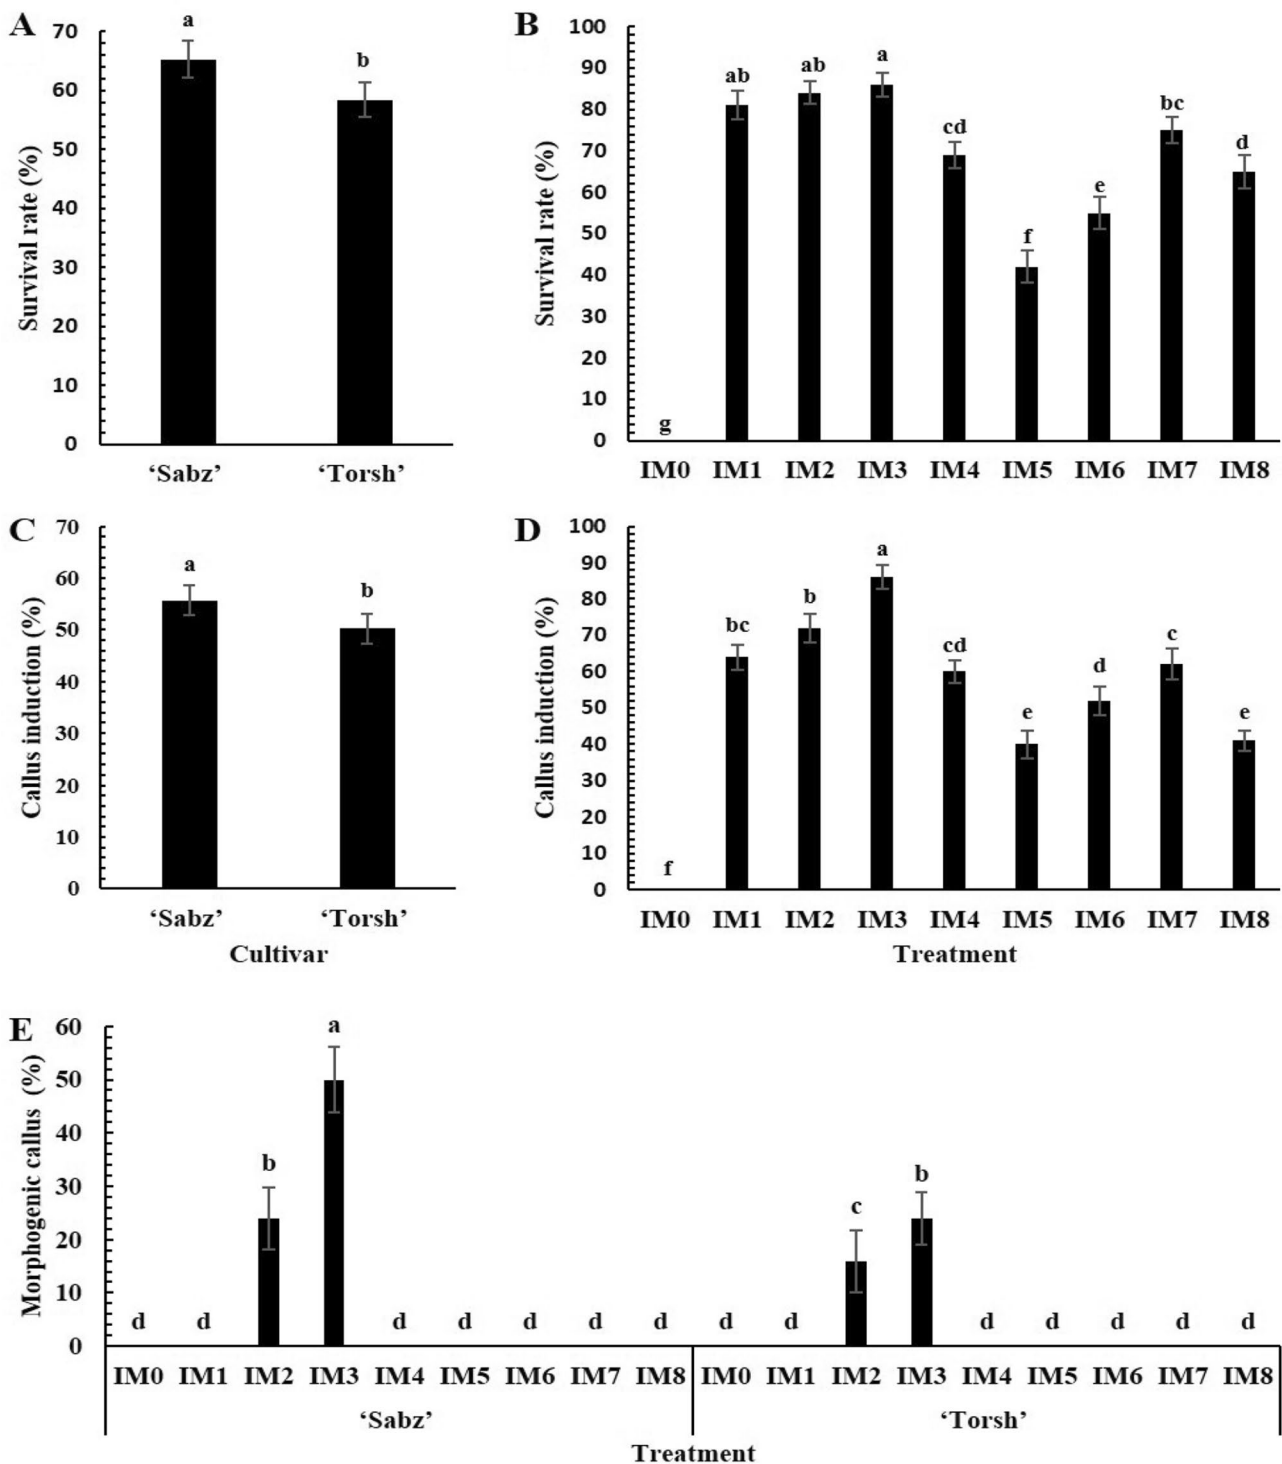 A
70
60
50
40
30
20
10
0
Survival rate (%)
a
b
‘Sabz’ ‘Torsh’
B
100
90
80
70
60
50
40
30
20
10
0
Survival rate (%)
g ab ab a cd f e bc d
IM0 IM1 IM2 IM3 IM4 IM5 IM6 IM7 IM8
C
70
60
50
40
30
20
10
0
Callus induction (%)
a
b
‘Sabz’ ‘Torsh’
Cultivar
D
100
90
80
70
60
50
40
30
20
10
0
Callus induction (%)
f bc b a cd e d c e
IM0 IM1 IM2 IM3 IM4 IM5 IM6 IM7 IM8
Treatment
E
60
50
40
30
20
10
0
Morphogenic callus (%)
d d b a d d d d d d d c b d d d d d
IM0 IM1 IM2 IM3 IM4 IM5 IM6 IM7 IM8 IM0 IM1 IM2 IM3 IM4 IM5 IM6 IM7 IM8
‘Sabz’ ‘Torsh’
Treatment